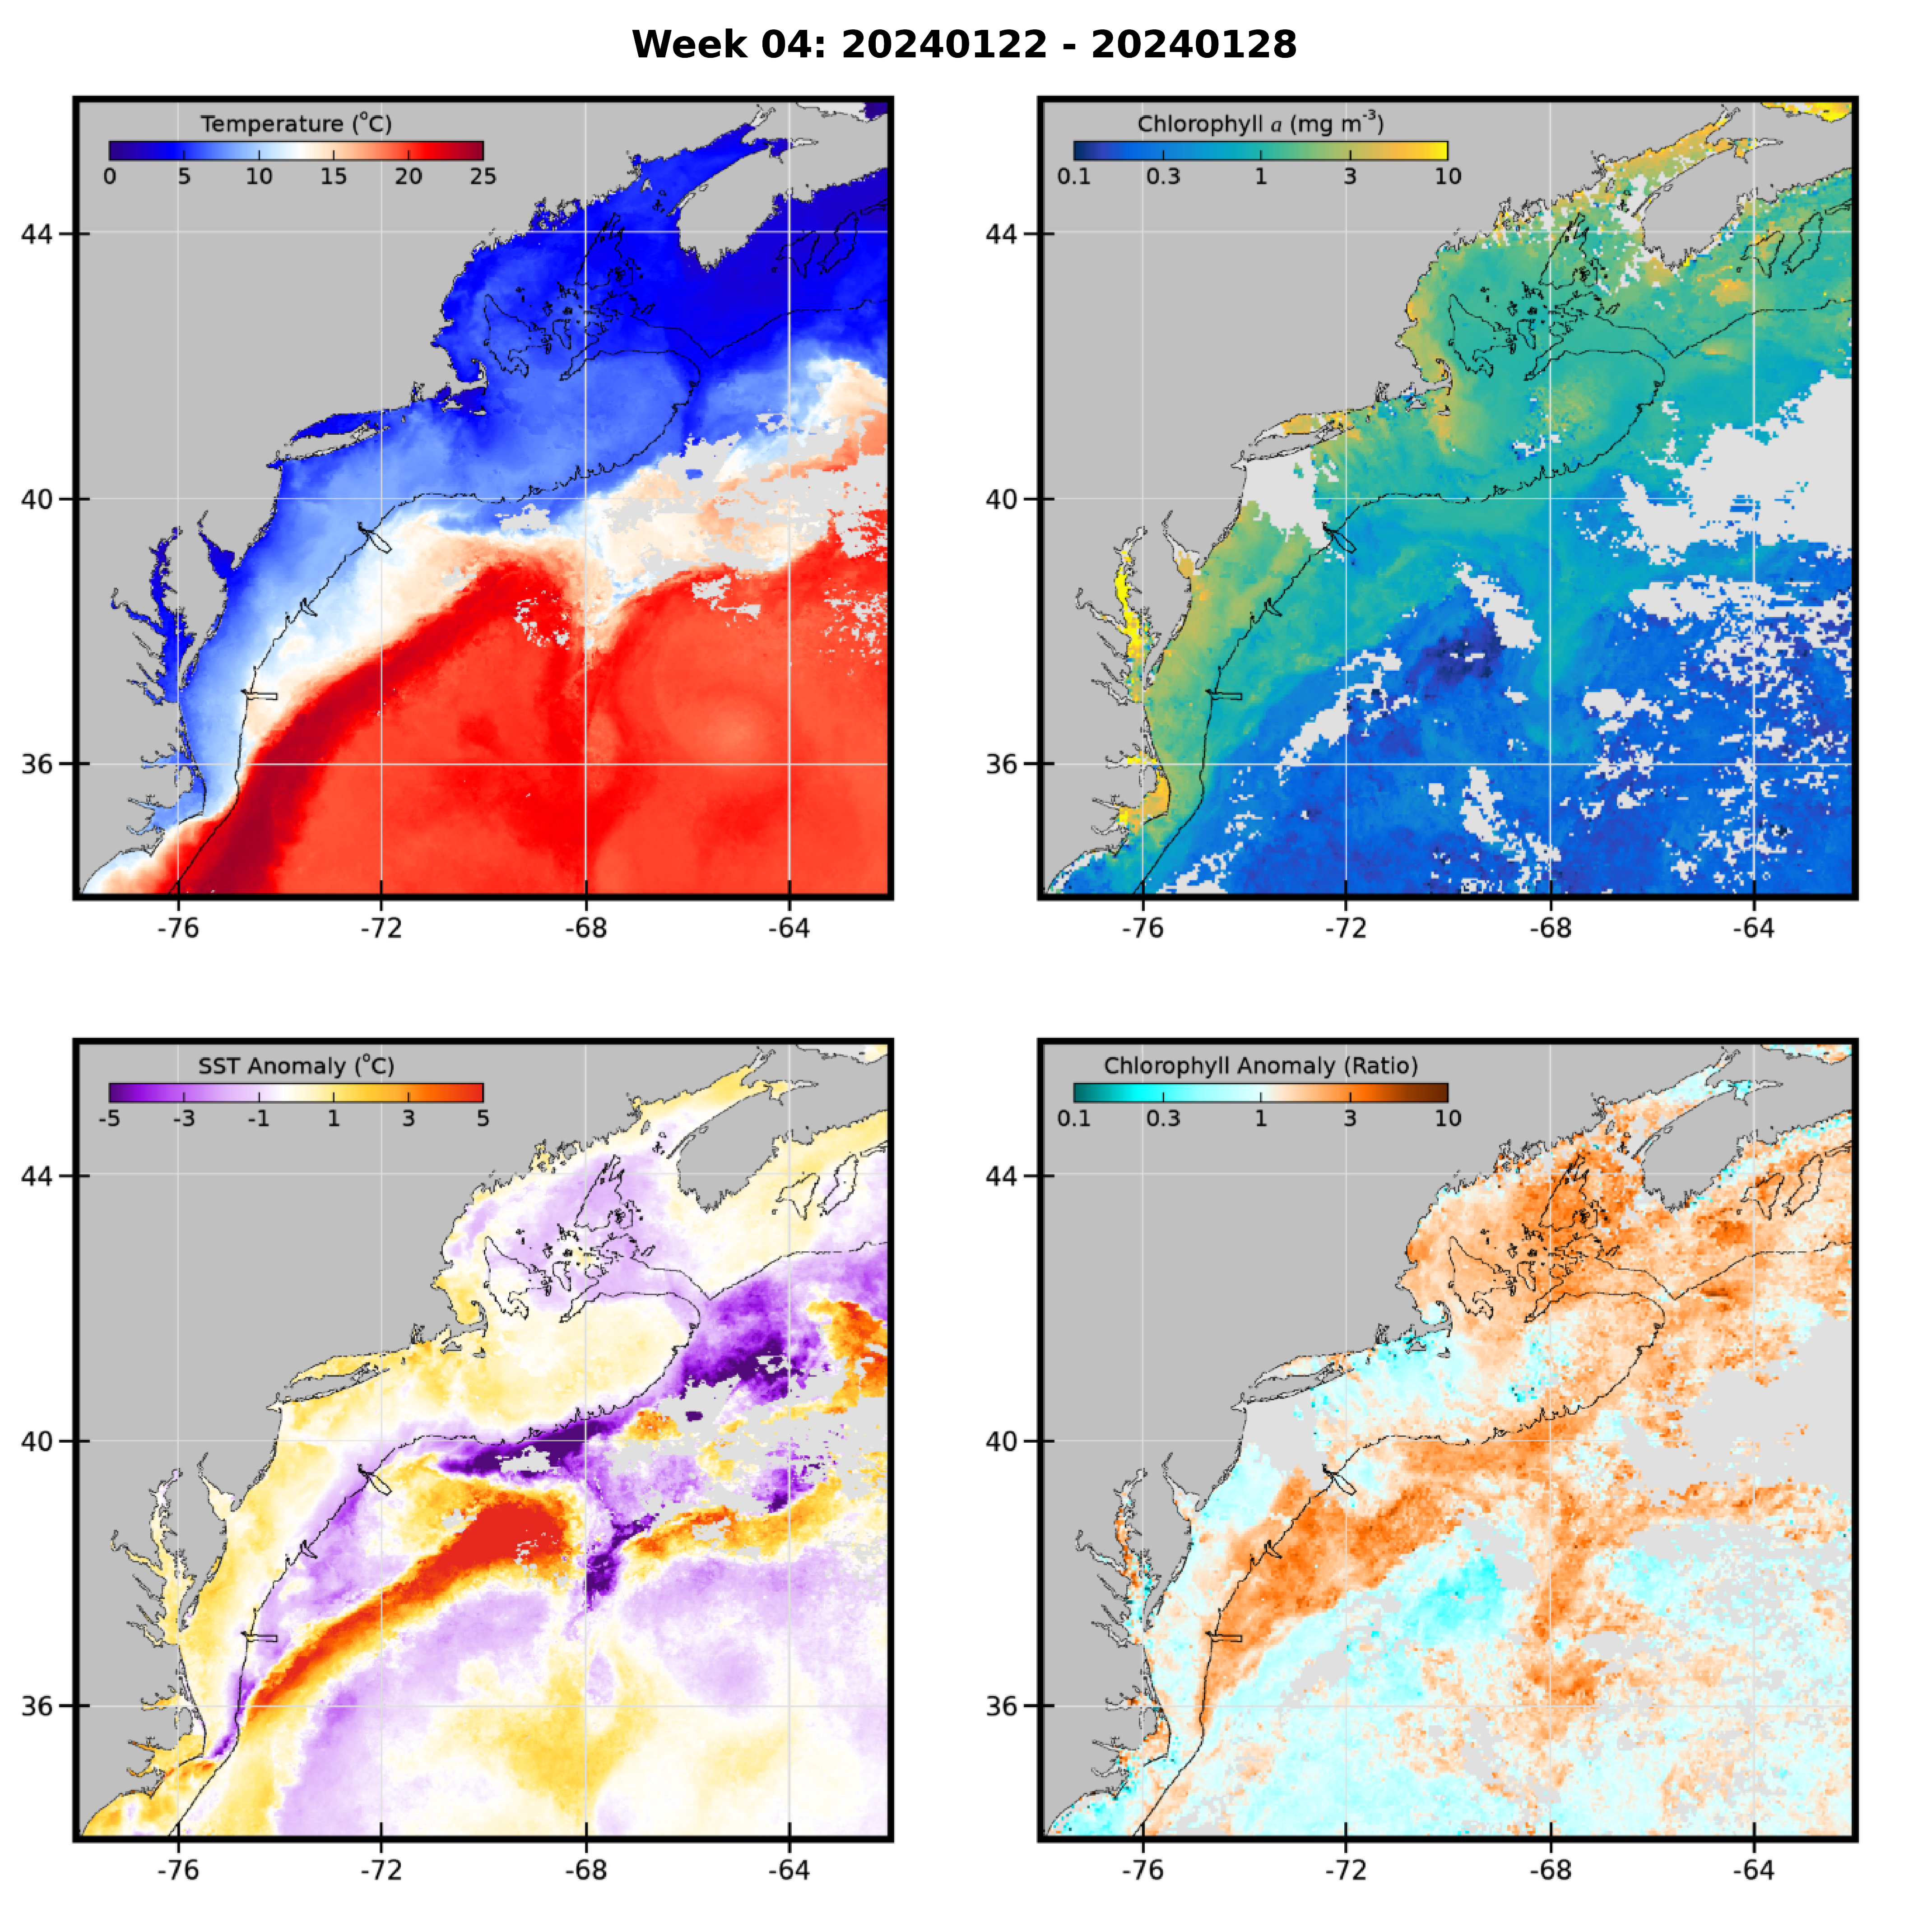 Week 04: 20240122 - 20240128
Temperature (°C)
0 5 10 15 20 25
44
40
36
-76 -72 -68 -64
Chlorophyll a (mg m⁻³)
0.1 0.3 1 3 10
44
40
36
-76 -72 -68 -64
SST Anomaly (°C)
-5 -3 -1 1 3 5
44
40
36
-76 -72 -68 -64
Chlorophyll Anomaly (Ratio)
0.1 0.3 1 3 10
44
40
36
-76 -72 -68 -64